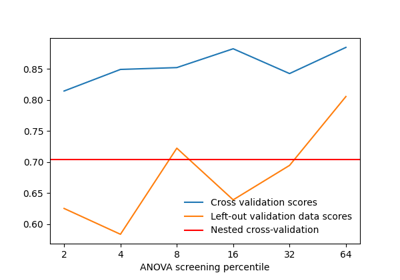 0.85
0.80
0.75
0.70
0.65
0.60
Cross validation scores
Left-out validation data scores
Nested cross-validation
2 4 8 16 32 64
ANOVA screening percentile